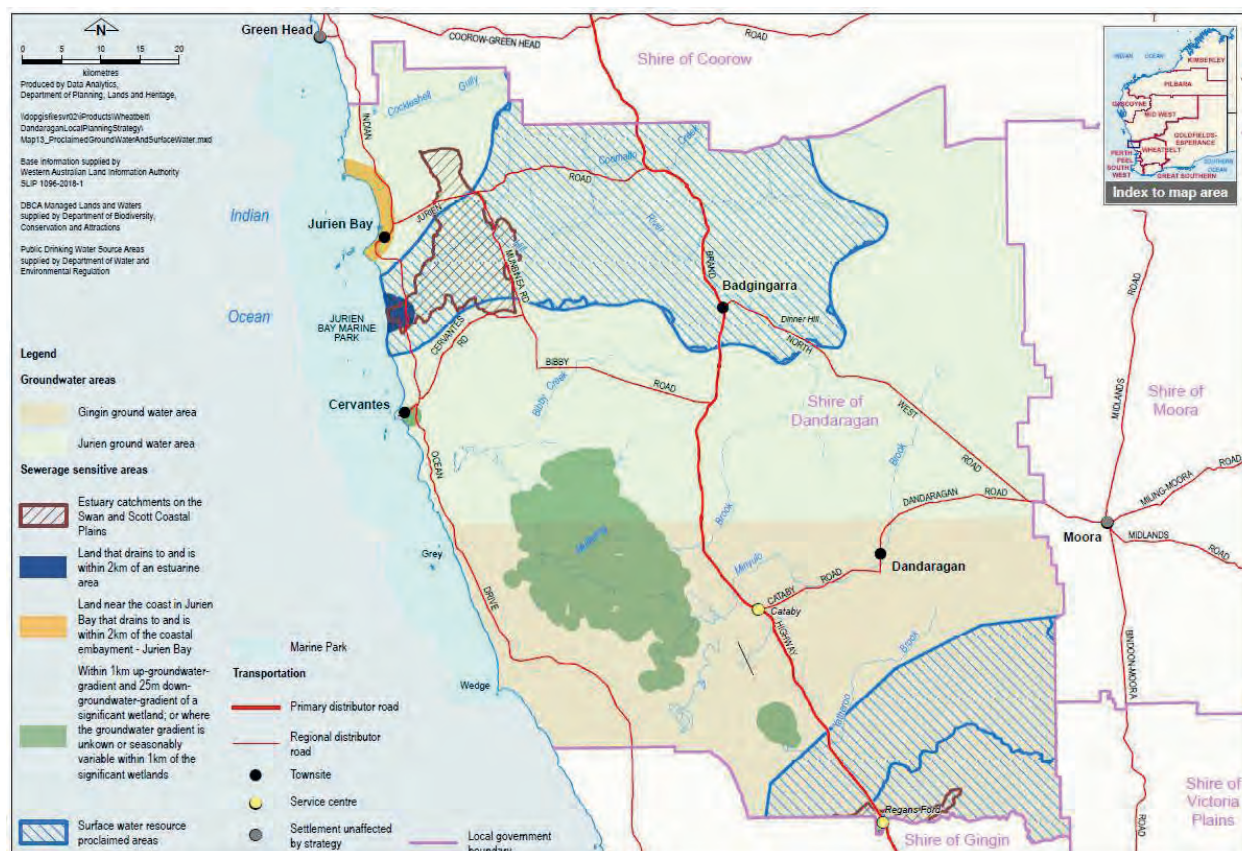 N
0 5 10 15 20
kilometres
Produced by Data Analytics,
Department of Planning, Lands and Heritage,
DandaraganLocalPlanningStrategy\
Map13_ProclaimedGroundWaterAndSurfaceWater.mxd
Base information supplied by
Western Australian Land Information Authority
SLIP 1096-2018-1
DBCA Managed Lands and Waters
supplied by Department of Biodiversity,
Conservation and Attractions
Public Drinking Water Source Areas
supplied by Department of Water and
Environmental Regulation
Legend
Groundwater areas
Gingin ground water area
Jurien ground water area
Sewerage sensitive areas
Estuary catchments on the
Swan and Scott Coastal
Plains
Land that drains to and is
within 2km of an estuarine
area
Land near the coast in Jurien
Bay that drains to and is
within 2km of the coastal
embayment - Jurien Bay
Within 1km up-groundwater-
gradient and 25m down-
groundwater-gradient of a
significant wetland; or where
the groundwater gradient is
unkown or seasonably
variable within 1km of the
significant wetlands
Surface water resource
proclaimed areas
Marine Park
Transportation
Primary distributor road
Regional distributor
road
Townsite
Service centre
Settlement unaffected
by strategy
Local government
boundary
Green Head
COOROW-GREEN HEAD
ROAD
Shire of Coorow
Cockleshell Gully
INDIAN
Coomallo
Creek
ROAD
JURIEN
Hill
River
Indian
Jurien Bay
MUNBINEA RD
BRAND
Badgingarra
Dinner Hill
Ocean
JURIEN
BAY MARINE
PARK
CERVANTES
RD
NORTH
BIBBY
ROAD
Bibby Creek
Cervantes
Shire of
Dandaragan
WEST
ROAD
OCEAN
Brook
DANDARAGAN
ROAD
Mullering
Brook
Minyulo
Grey
Dandaragan
CATABY
ROAD
Cataby
DRIVE
HIGHWAY
Wedge
Brook
Regans Ford
Shire of Gingin
ROAD
MIDLANDS
Shire of
Moora
MILING-MOORA
ROAD
Moora
MIDLANDS
ROAD
BINDOON-MOORA
ROAD
Shire of
Victoria
Plains
INDIAN
OCEAN
KIMBERLEY
PILBARA
GASCOYNE
MID WEST
GOLDFIELDS-
ESPERANCE
WHEATBELT
PERTH
PEEL
SOUTH
WEST
GREAT SOUTHERN
SOUTHERN
OCEAN
Index to map area